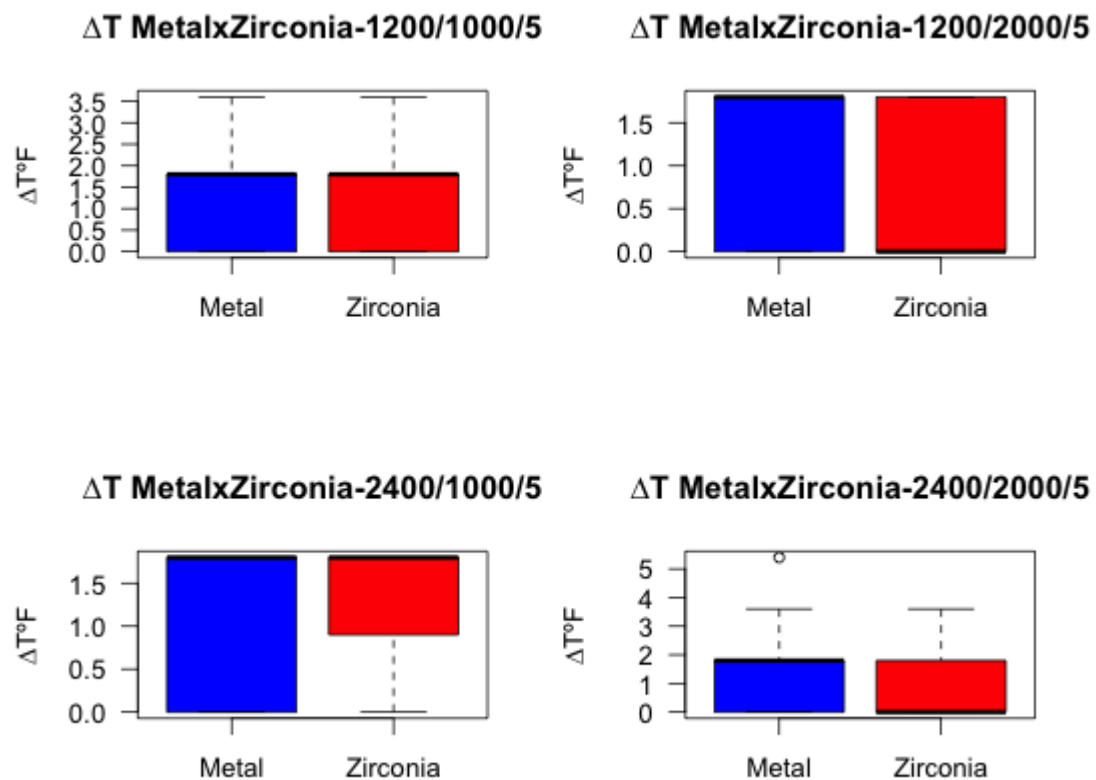 ΔT MetalxZirconia-1200/1000/5
ΔT°F
3.5
3.0
2.5
2.0
1.5
1.0
0.5
0.0
Metal Zirconia
ΔT MetalxZirconia-1200/2000/5
ΔT°F
1.5
1.0
0.5
0.0
Metal Zirconia
ΔT MetalxZirconia-2400/1000/5
ΔT°F
1.5
1.0
0.5
0.0
Metal Zirconia
ΔT MetalxZirconia-2400/2000/5
ΔT°F
5
4
3
2
1
0
Metal Zirconia